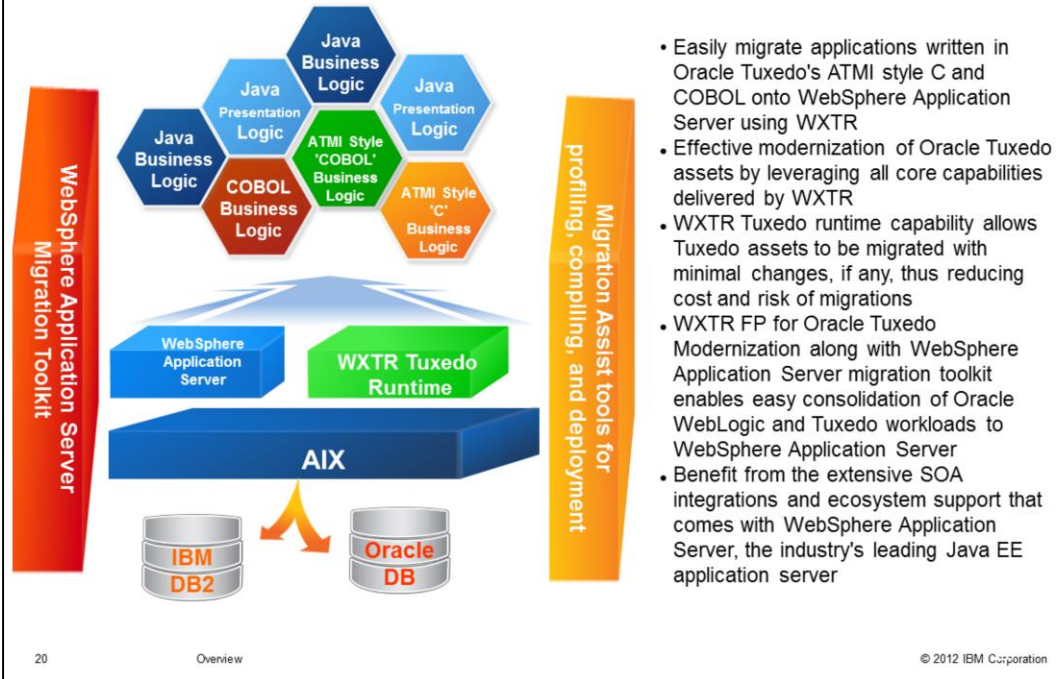 WebSphere Application Server
Migration Toolkit
Java
Business
Logic
Java
Presentation
Logic
Java
Presentation
Logic
Java
Business
Logic
ATMI Style
'COBOL'
Business
Logic
COBOL
Business
Logic
ATMI Style
'C'
Business
Logic
WebSphere
Application
Server
WXTR Tuxedo
Runtime
AIX
IBM
DB2
Oracle
DB
Migration Assist tools for
profiling, compiling, and deployment
• Easily migrate applications written in
Oracle Tuxedo's ATMI style C and
COBOL onto WebSphere Application
Server using WXTR
• Effective modernization of Oracle Tuxedo
assets by leveraging all core capabilities
delivered by WXTR
• WXTR Tuxedo runtime capability allows
Tuxedo assets to be migrated with
minimal changes, if any, thus reducing
cost and risk of migrations
• WXTR FP for Oracle Tuxedo
Modernization along with WebSphere
Application Server migration toolkit
enables easy consolidation of Oracle
WebLogic and Tuxedo workloads to
WebSphere Application Server
• Benefit from the extensive SOA
integrations and ecosystem support that
comes with WebSphere Application
Server, the industry's leading Java EE
application server
20
Overview
© 2012 IBM Corporation